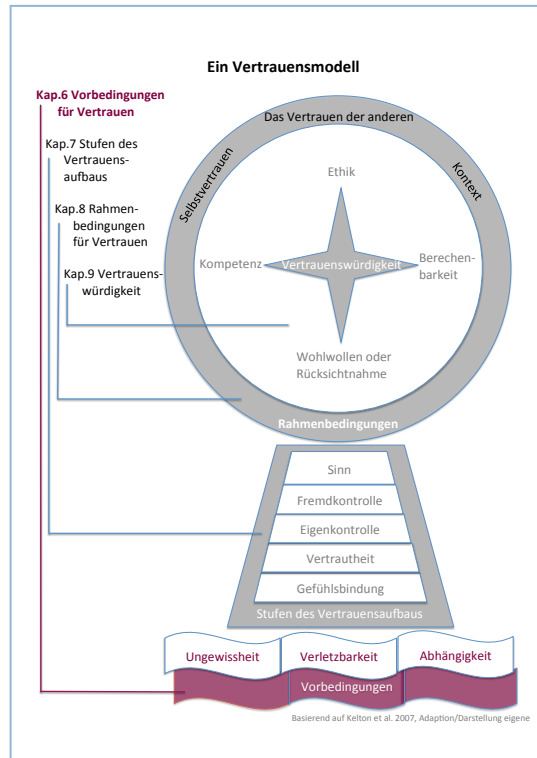 Ein Vertrauensmodell
Kap.6 Vorbedingungen
für Vertrauen
Kap.7 Stufen des
Vertrauens-
aufbaus
Kap.8 Rahmen-
bedingungen
für Vertrauen
Kap.9 Vertrauens-
würdigkeit
Das Vertrauen der anderen
Selbstvertrauen
Kontext
Ethik
Kompetenz
Vertrauenswürdigkeit
Berechen-
barkeit
Wohlwollen oder
Rücksichtnahme
Rahmenbedingungen
Sinn
Fremdkontrolle
Eigenkontrolle
Vertrautheit
Gefühlsbindung
Stufen des Vertrauensaufbaus
Ungewissheit
Verletzbarkeit
Abhängigkeit
Vorbedingungen
Basierend auf Kelton et al. 2007, Adaption/Darstellung eigene